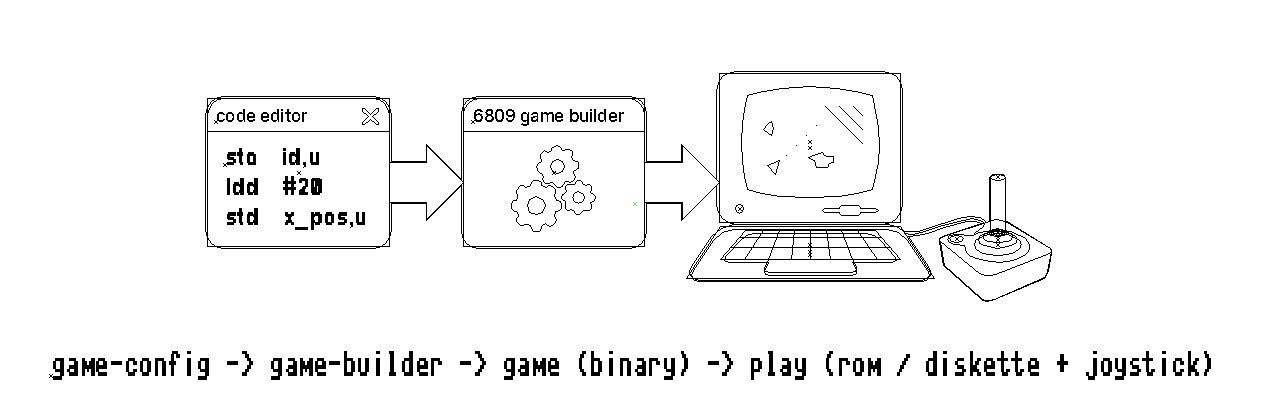 code editor
sta id,u
ldd #20
std x_pos,u
6809 game builder
game-config -> game-builder -> game (binary) -> play (rom / diskette + joystick)